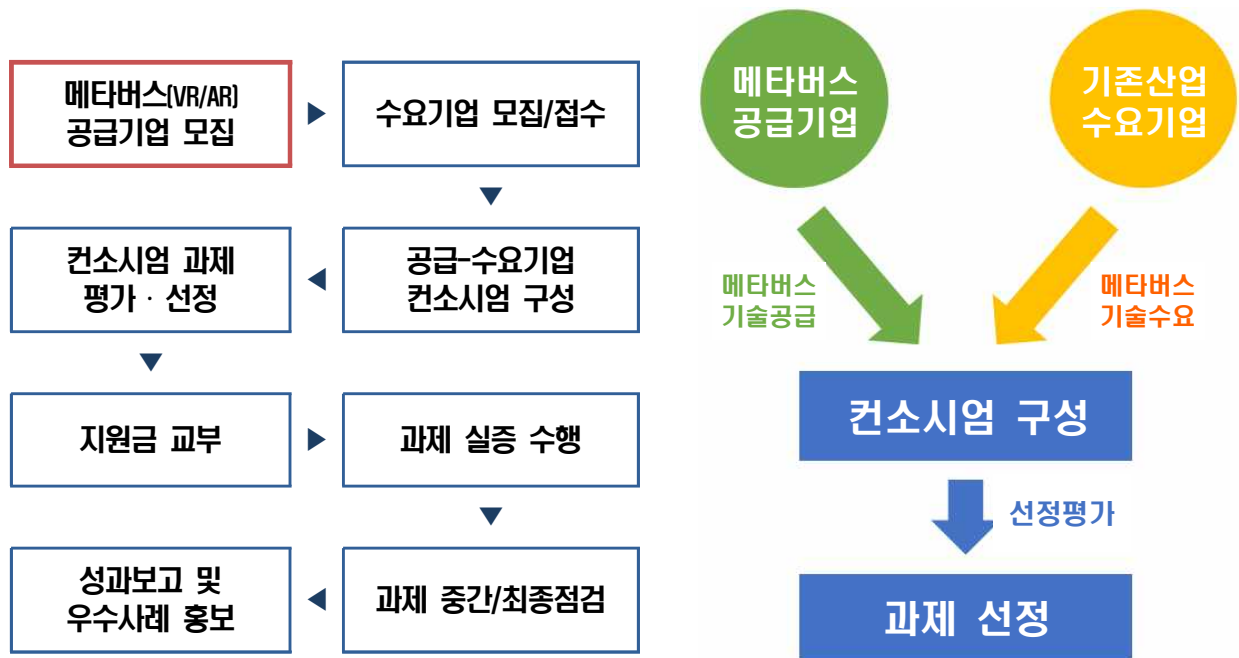 메타버스(VR/AR)
공급기업 모집
▶
수요기업 모집/접수
▼
공급-수요기업
컨소시엄 구성
◀
컨소시엄 과제
평가 · 선정
▼
지원금 교부
▶
과제 실증 수행
▼
과제 중간/최종점검
◀
성과보고 및
우수사례 홍보
메타버스
공급기업
기존산업
수요기업
메타버스
기술공급
메타버스
기술수요
컨소시엄 구성
선정평가
과제 선정